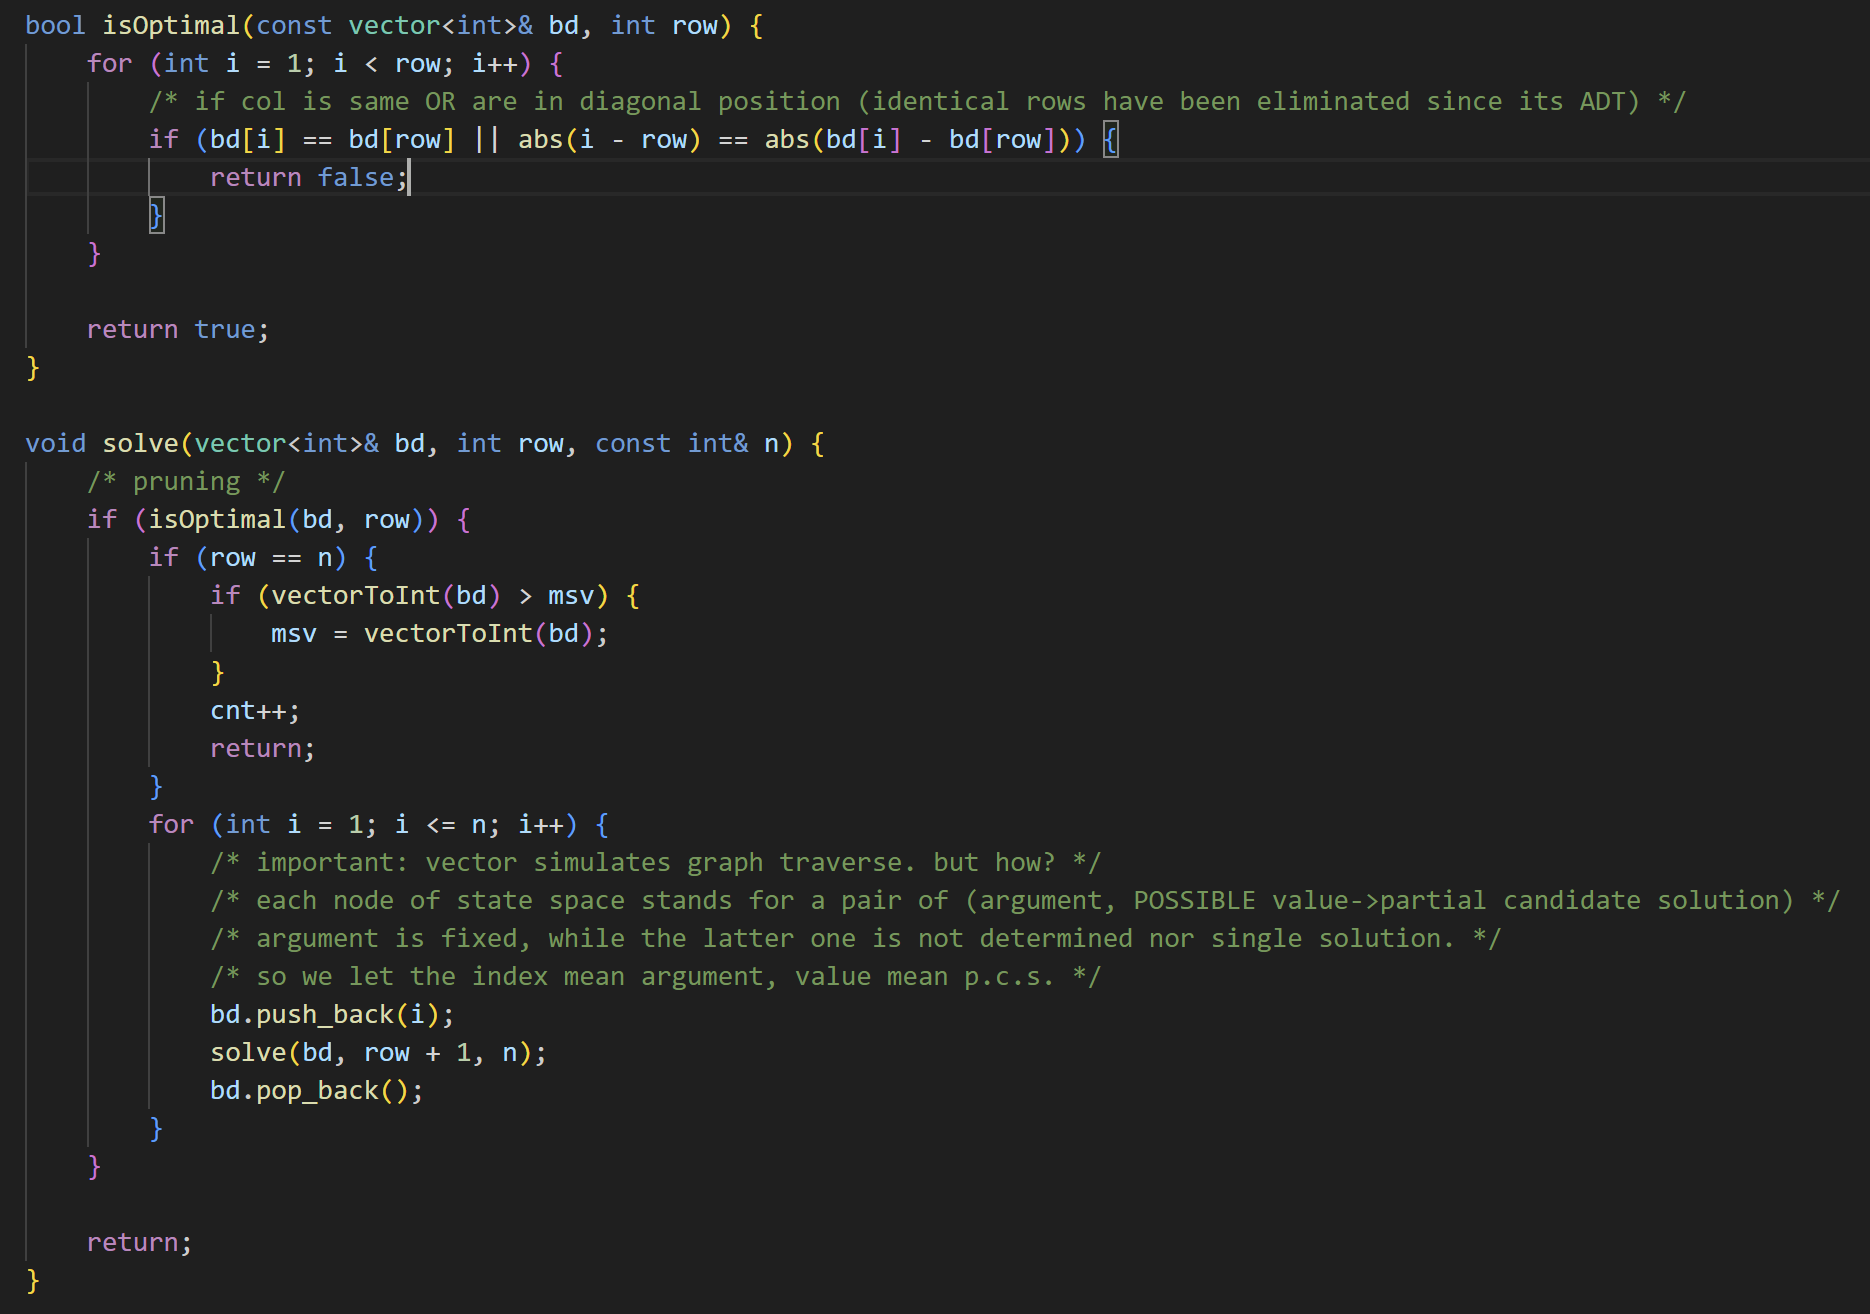 bool isOptimal(const vector<int>& bd, int row) {
    for (int i = 1; i < row; i++) {
        /* if col is same OR are in diagonal position (identical rows have been eliminated since its ADT) */
        if (bd[i] == bd[row] || abs(i - row) == abs(bd[i] - bd[row])) {
            return false;
        }
    }

    return true;
}

void solve(vector<int>& bd, int row, const int& n) {
    /* pruning */
    if (isOptimal(bd, row)) {
        if (row == n) {
            if (vectorToInt(bd) > msv) {
                msv = vectorToInt(bd);
            }
            cnt++;
            return;
        }
        for (int i = 1; i <= n; i++) {
            /* important: vector simulates graph traverse. but how? */
            /* each node of state space stands for a pair of (argument, POSSIBLE value->partial candidate solution) */
            /* argument is fixed, while the latter one is not determined nor single solution. */
            /* so we let the index mean argument, value mean p.c.s. */
            bd.push_back(i);
            solve(bd, row + 1, n);
            bd.pop_back();
        }
    }

    return;
}